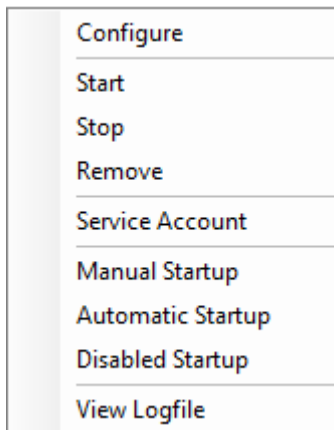 Configure
Start
Stop
Remove
Service Account
Manual Startup
Automatic Startup
Disabled Startup
View Logfile